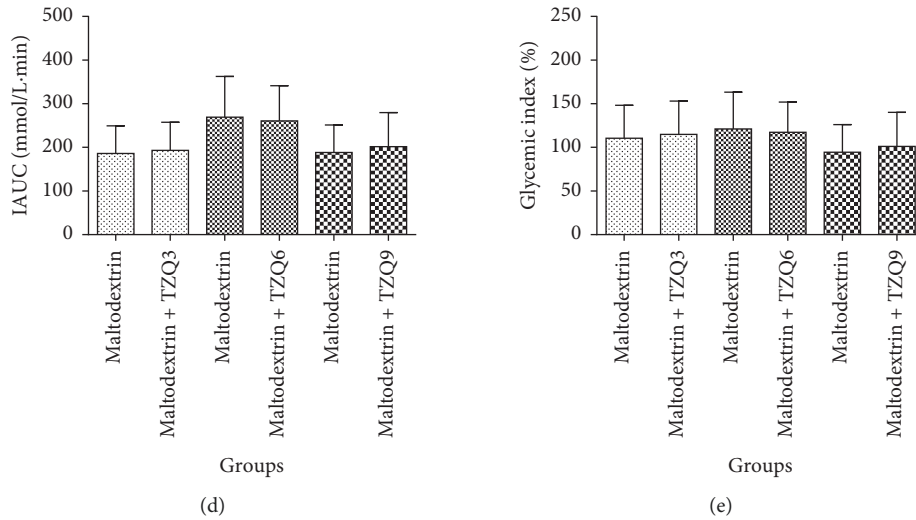 500
400
300
200
100
0
IAUC (mmol/L·min)
Maltodextrin
Maltodextrin + TZQ3
Maltodextrin
Maltodextrin + TZQ6
Maltodextrin
Maltodextrin + TZQ9
Groups
(d)
250
200
150
100
50
0
Glycemic index (%)
Maltodextrin
Maltodextrin + TZQ3
Maltodextrin
Maltodextrin + TZQ6
Maltodextrin
Maltodextrin + TZQ9
Groups
(e)